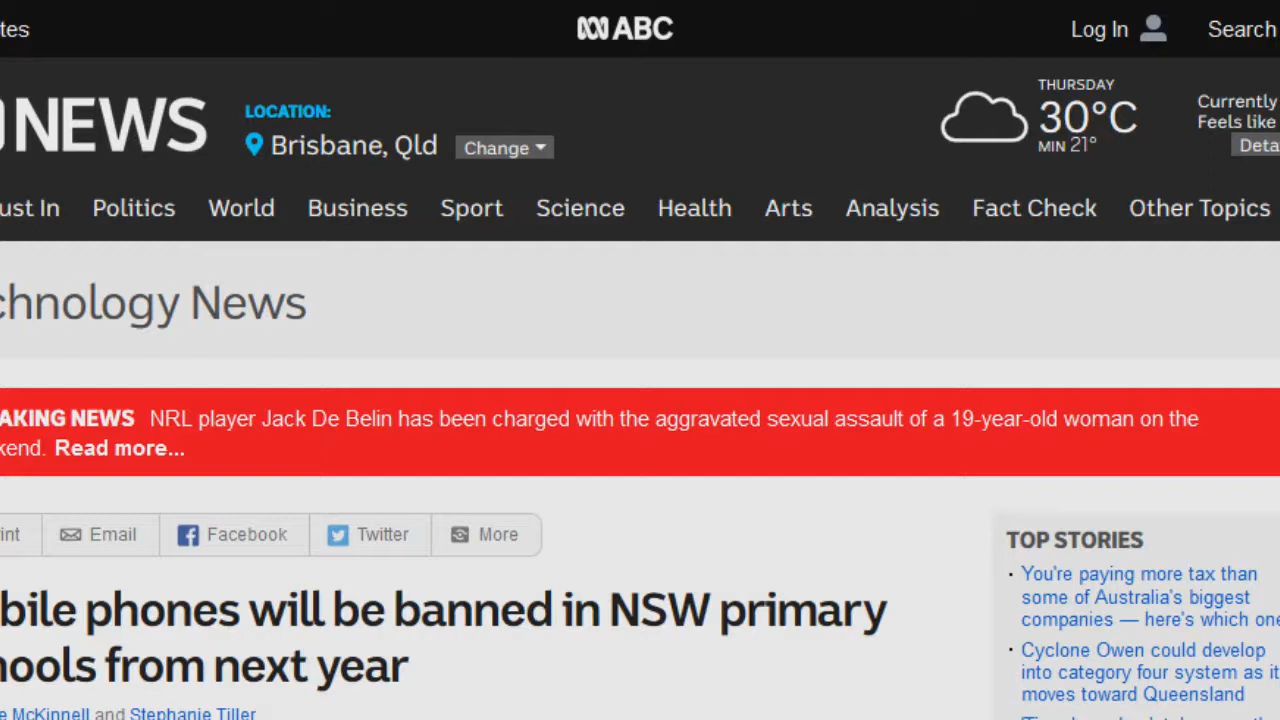 tes
ABC
Log In
Search
NEWS
LOCATION:
Brisbane, Qld
Change
THURSDAY
30°C
MIN 21°
Currently
Feels like
Deta
ust In
Politics
World
Business
Sport
Science
Health
Arts
Analysis
Fact Check
Other Topics
chnology News
AKING NEWS NRL player Jack De Belin has been charged with the aggravated sexual assault of a 19-year-old woman on the
kend. Read more...
int
Email
Facebook
Twitter
More
bile phones will be banned in NSW primary
ools from next year
e McKinnell and Stephanie Tiller
TOP STORIES
· You're paying more tax than
some of Australia's biggest
companies — here's which one
· Cyclone Owen could develop
into category four system as it
moves toward Queensland